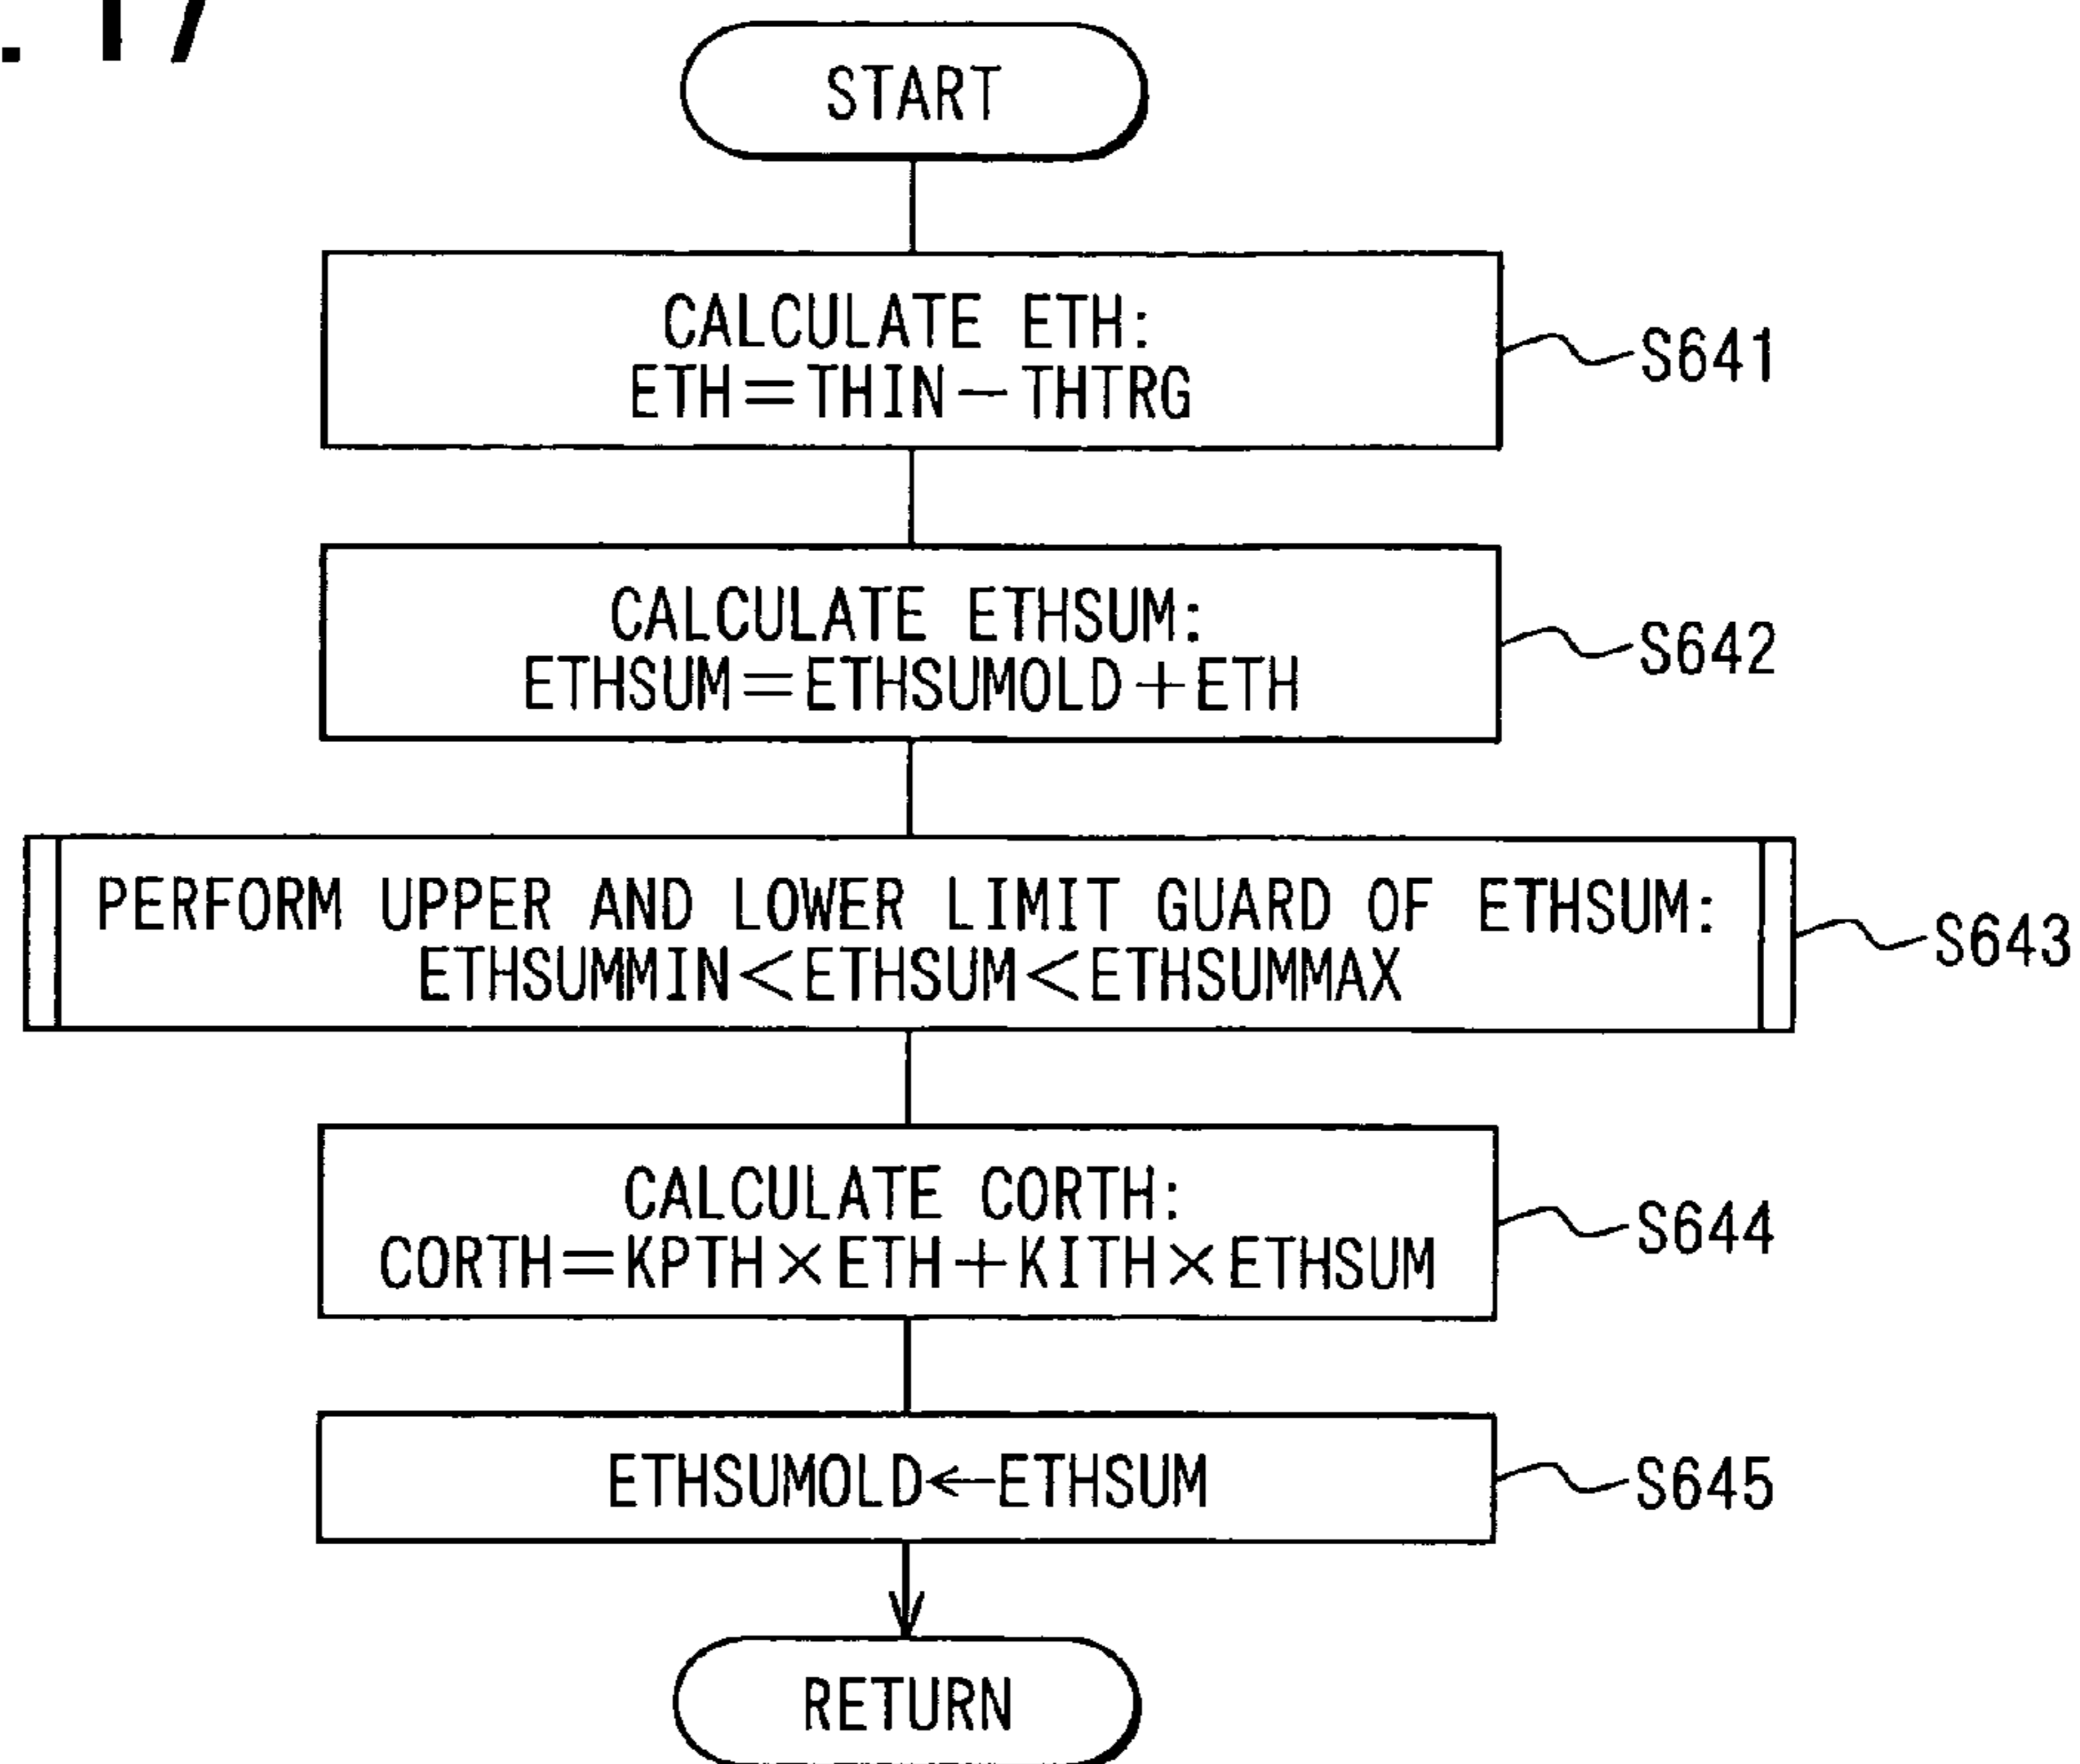 . 17
START
CALCULATE ETH:
ETH=THIN−THTRG
S641
CALCULATE ETHSUM:
ETHSUM=ETHSUMOLD+ETH
S642
PERFORM UPPER AND LOWER LIMIT GUARD OF ETHSUM:
ETHSUMMIN<ETHSUM<ETHSUMMAX
S643
CALCULATE CORTH:
CORTH=KPTH×ETH+KITH×ETHSUM
S644
ETHSUMOLD←ETHSUM
S645
RETURN